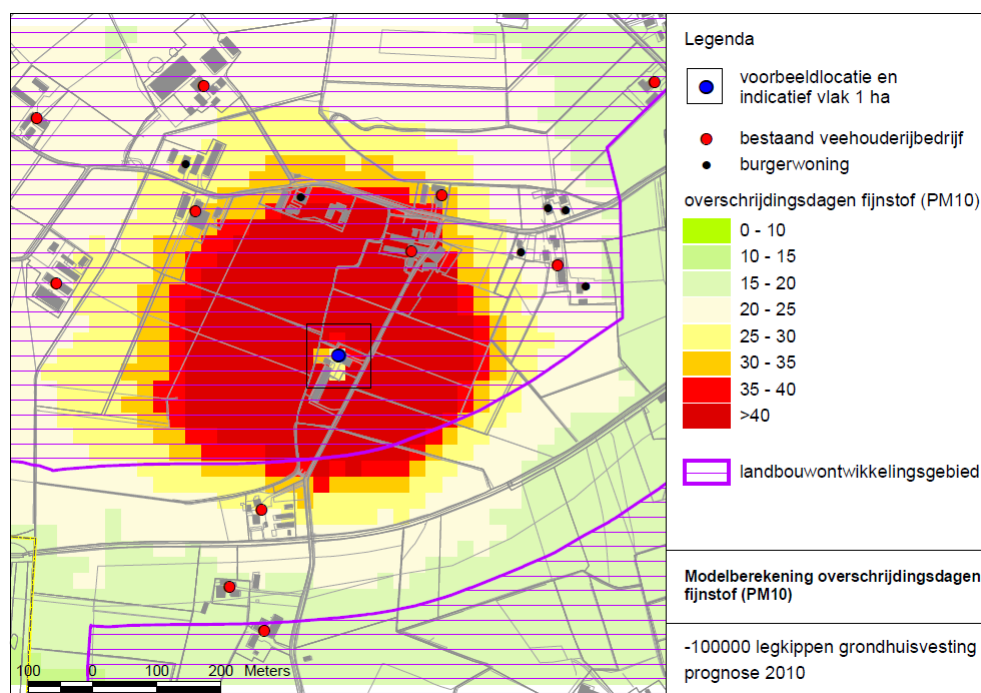 Legenda
voorbeeldlocatie en
indicatief vlak 1 ha
bestaand veehouderijbedrijf
burgerwoning
overschrijdingsdagen fijnstof (PM10)
0 - 10
10 - 15
15 - 20
20 - 25
25 - 30
30 - 35
35 - 40
>40
landbouwontwikkelingsgebied
Modelberekening overschrijdingsdagen
fijnstof (PM10)
-100000 legkippen grondhuisvesting
prognose 2010
100 0 100 200 Meters